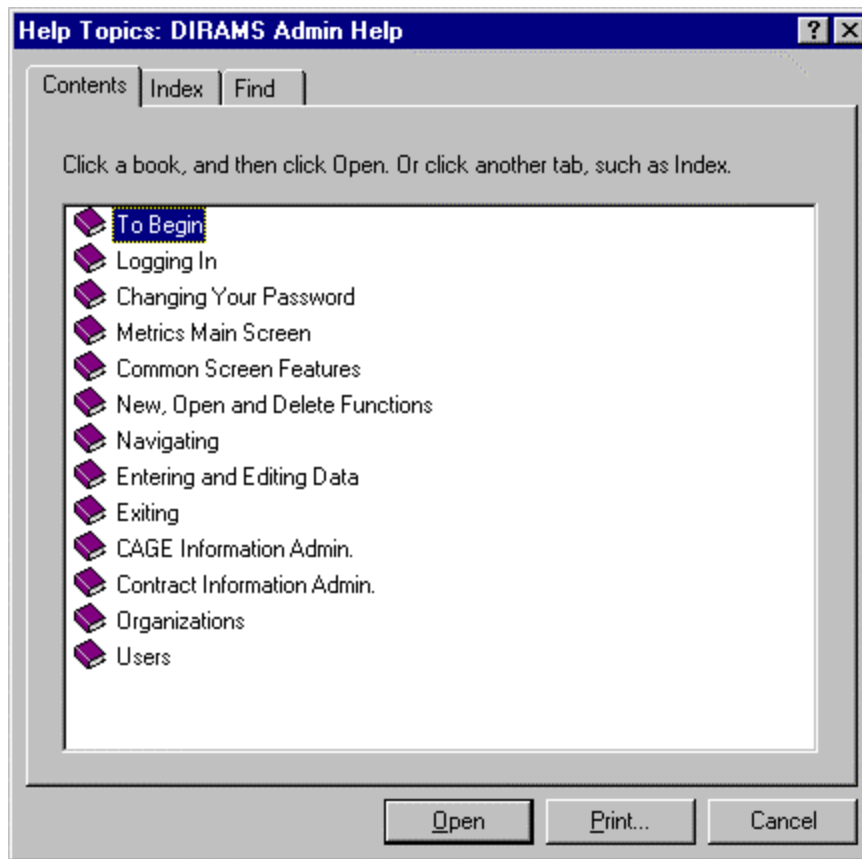 Help Topics: DIRAMS Admin Help
Contents Index Find
Click a book, and then click Open. Or click another tab, such as Index.
To Begin
Logging In
Changing Your Password
Metrics Main Screen
Common Screen Features
New, Open and Delete Functions
Navigating
Entering and Editing Data
Exiting
CAGE Information Admin.
Contract Information Admin.
Organizations
Users
Open Print... Cancel